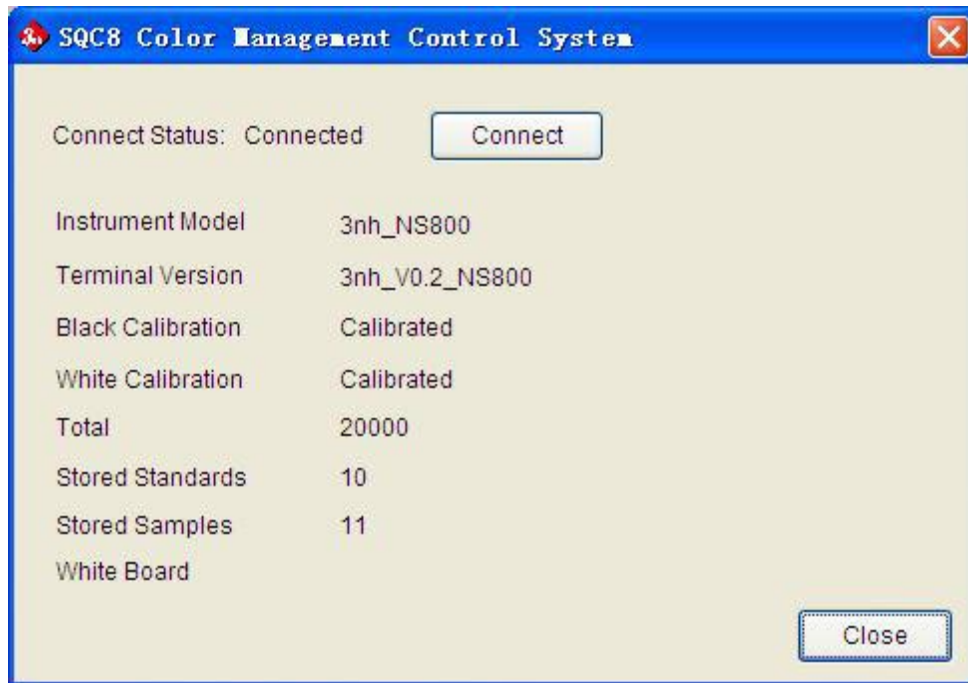 SQC8 Color Management Control System
Connect Status: Connected Connect
Instrument Model 3nh_NS800
Terminal Version 3nh_V0.2_NS800
Black Calibration Calibrated
White Calibration Calibrated
Total 20000
Stored Standards 10
Stored Samples 11
White Board
Close